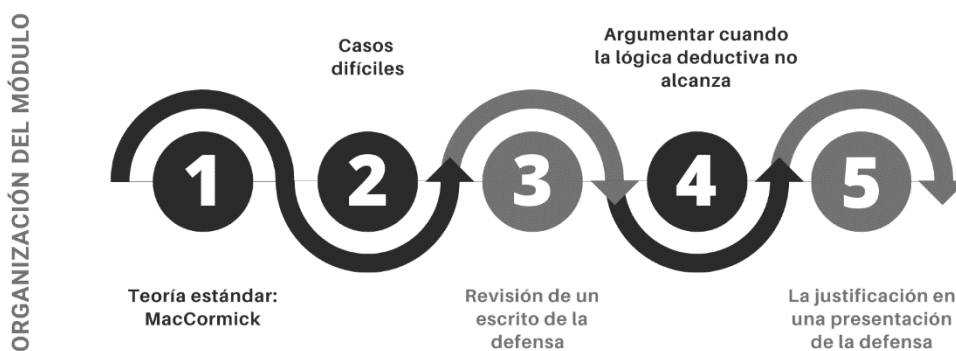 ORGANIZACIÓN DEL MÓDULO
1
Teoría estándar:
MacCormick
2
Casos
difíciles
3
Revisión de un
escrito de la
defensa
4
Argumentar cuando
la lógica deductiva no
alcanza
5
La justificación en
una presentación
de la defensa